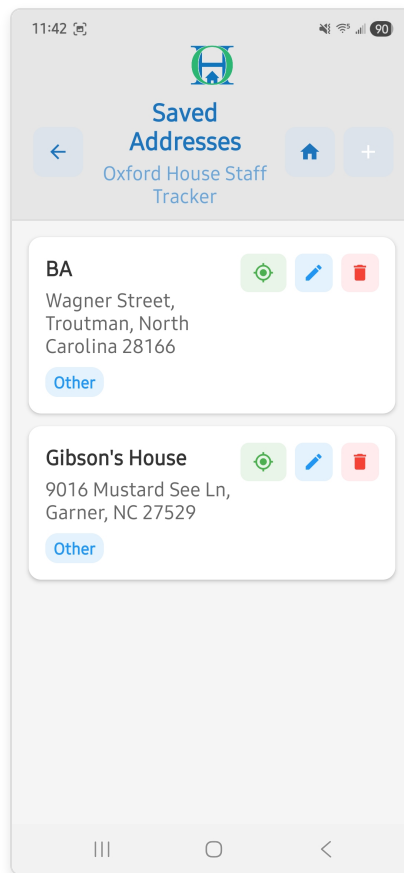 11:42
90
Saved
Addresses
Oxford House Staff
Tracker
BA
Wagner Street,
Troutman, North
Carolina 28166
Other
Gibson's House
9016 Mustard See Ln,
Garner, NC 27529
Other